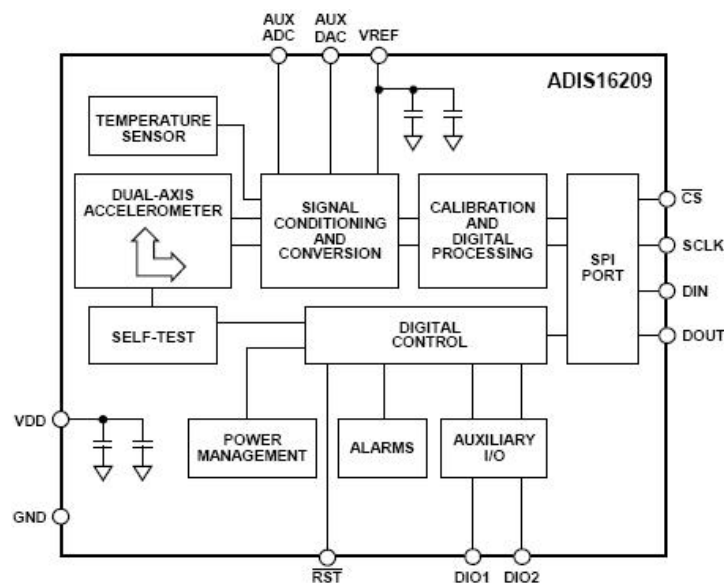 AUX
ADC
AUX
DAC
VREF
ADIS16209
TEMPERATURE
SENSOR
DUAL-AXIS
ACCELEROMETER
SIGNAL
CONDITIONING
AND
CONVERSION
CALIBRATION
AND
DIGITAL
PROCESSING
SPI
PORT
CS
SCLK
DIN
DOUT
SELF-TEST
DIGITAL
CONTROL
VDD
POWER
MANAGEMENT
ALARMS
AUXILIARY
I/O
GND
RST
DIO1
DIO2